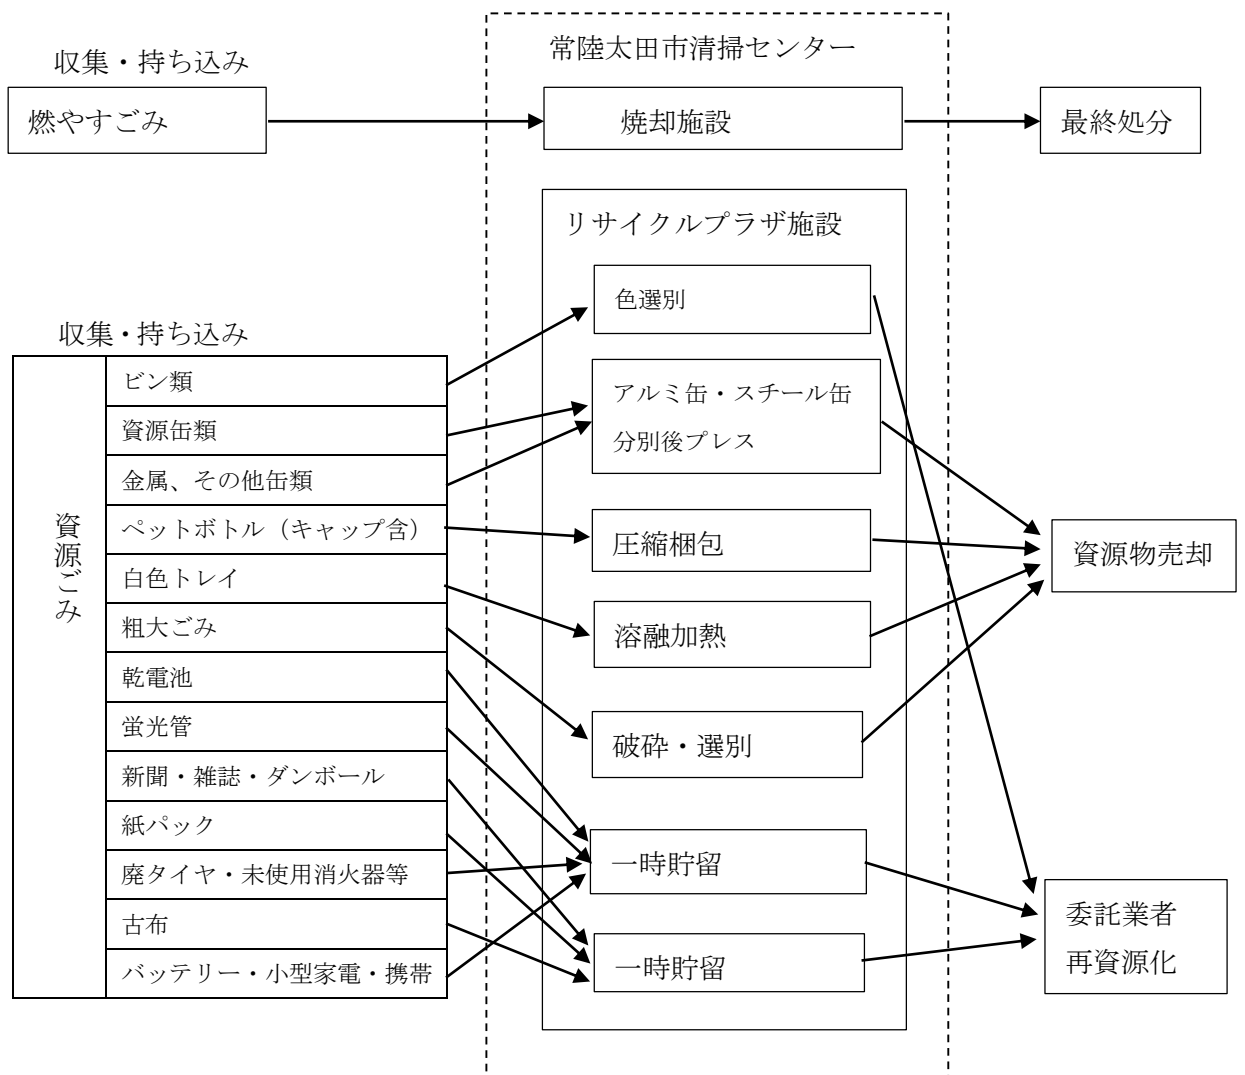 常陸太田市清掃センター
収集・持ち込み
燃やすごみ
焼却施設
最終処分
リサイクルプラザ施設
色選別
収集・持ち込み
資源ごみ
ビン類
資源缶類
金属、その他缶類
ペットボトル（キャップ含）
白色トレイ
粗大ごみ
乾電池
蛍光管
新聞・雑誌・ダンボール
紙パック
廃タイヤ・未使用消火器等
古布
バッテリー・小型家電・携帯
アルミ缶・スチール缶
分別後プレス
圧縮梱包
溶融加熱
破砕・選別
一時貯留
一時貯留
資源物売却
委託業者
再資源化